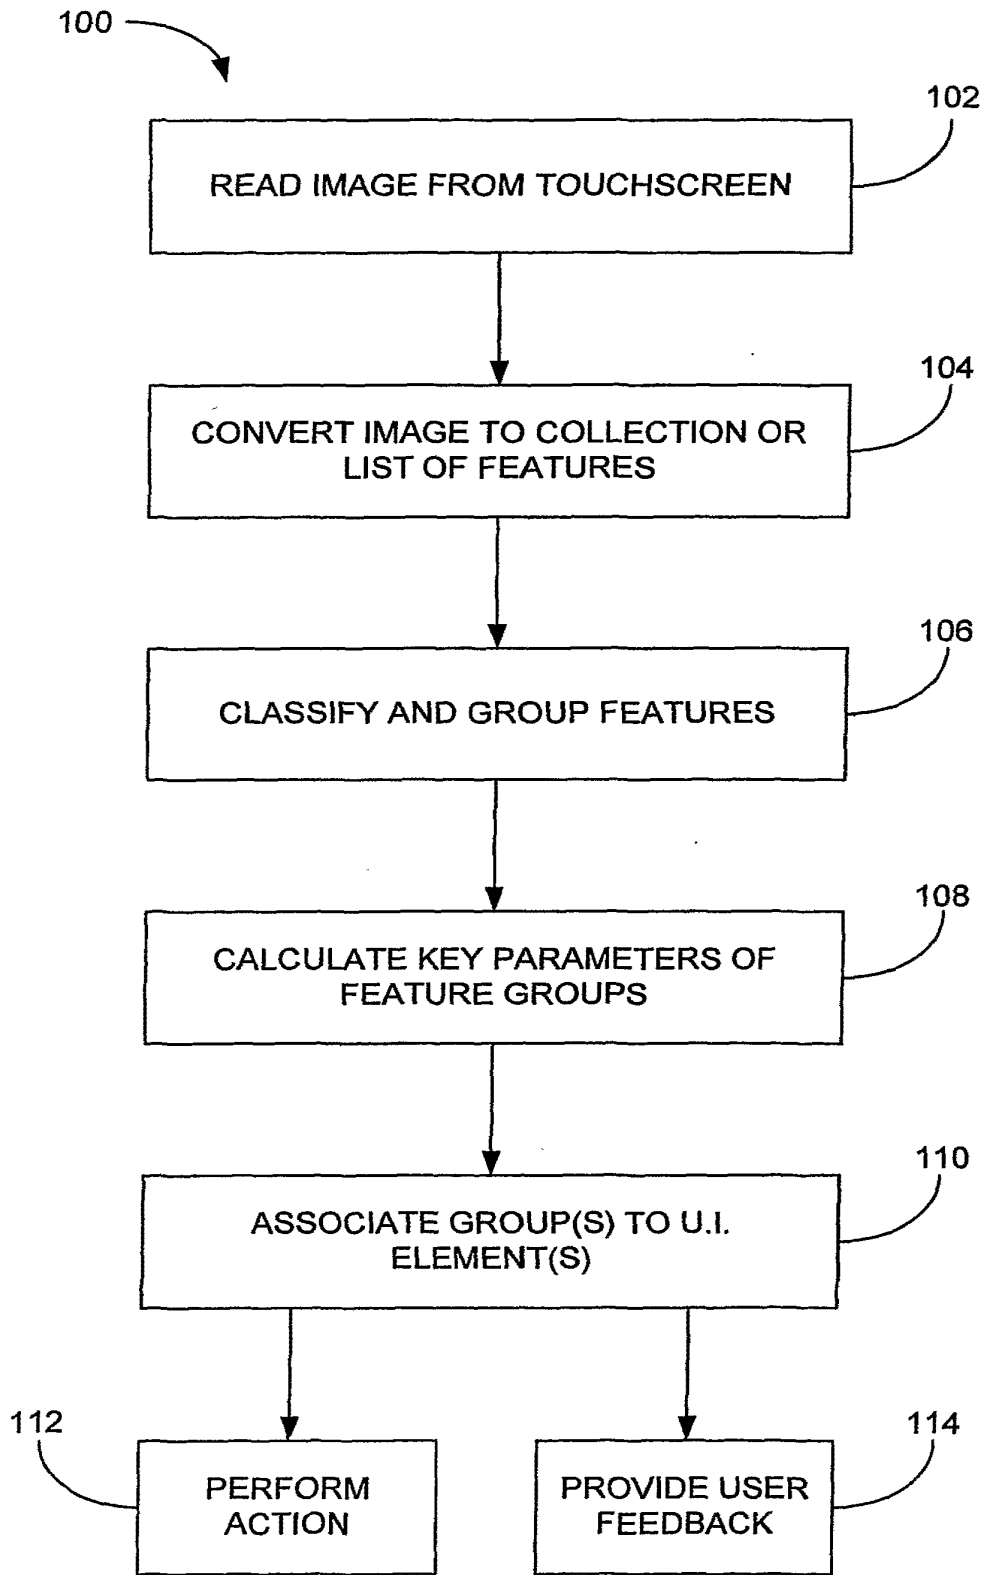 100
102
READ IMAGE FROM TOUCHSCREEN
104
CONVERT IMAGE TO COLLECTION OR
LIST OF FEATURES
106
CLASSIFY AND GROUP FEATURES
108
CALCULATE KEY PARAMETERS OF
FEATURE GROUPS
110
ASSOCIATE GROUP(S) TO U.I.
ELEMENT(S)
112
PERFORM
ACTION
114
PROVIDE USER
FEEDBACK